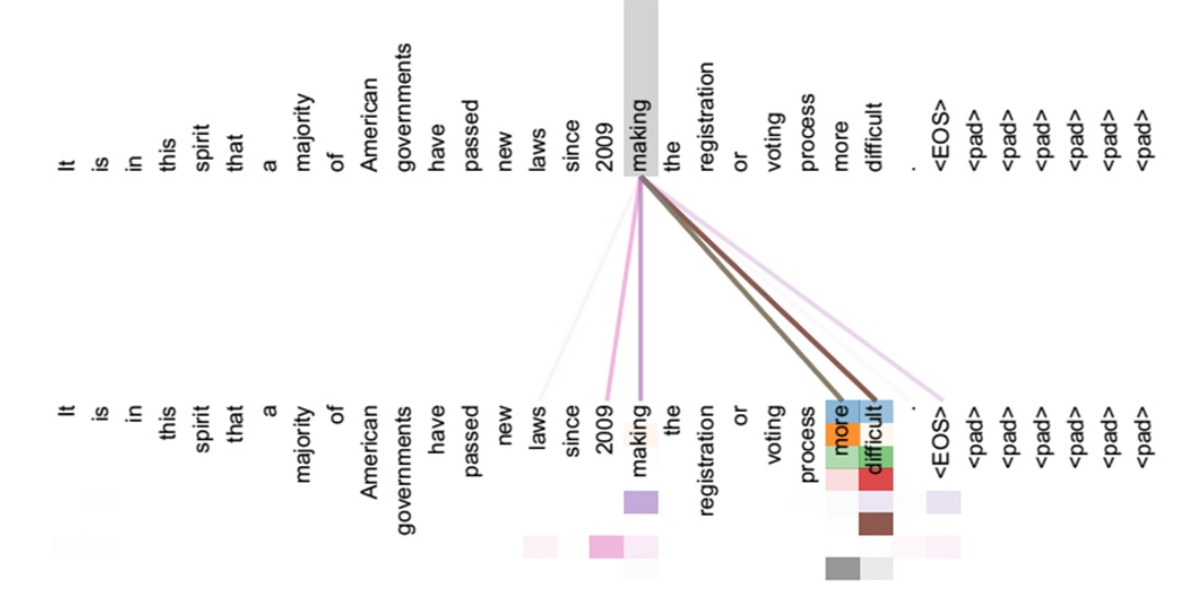 It is in this spirit that a majority of American governments have passed new laws since 2009 making the registration or voting process more difficult . <EOS> <pad> <pad> <pad> <pad> <pad> <pad>
It is in this spirit that a majority of American governments have passed new laws since 2009 making the registration or voting process more difficult . <EOS> <pad> <pad> <pad> <pad> <pad> <pad>